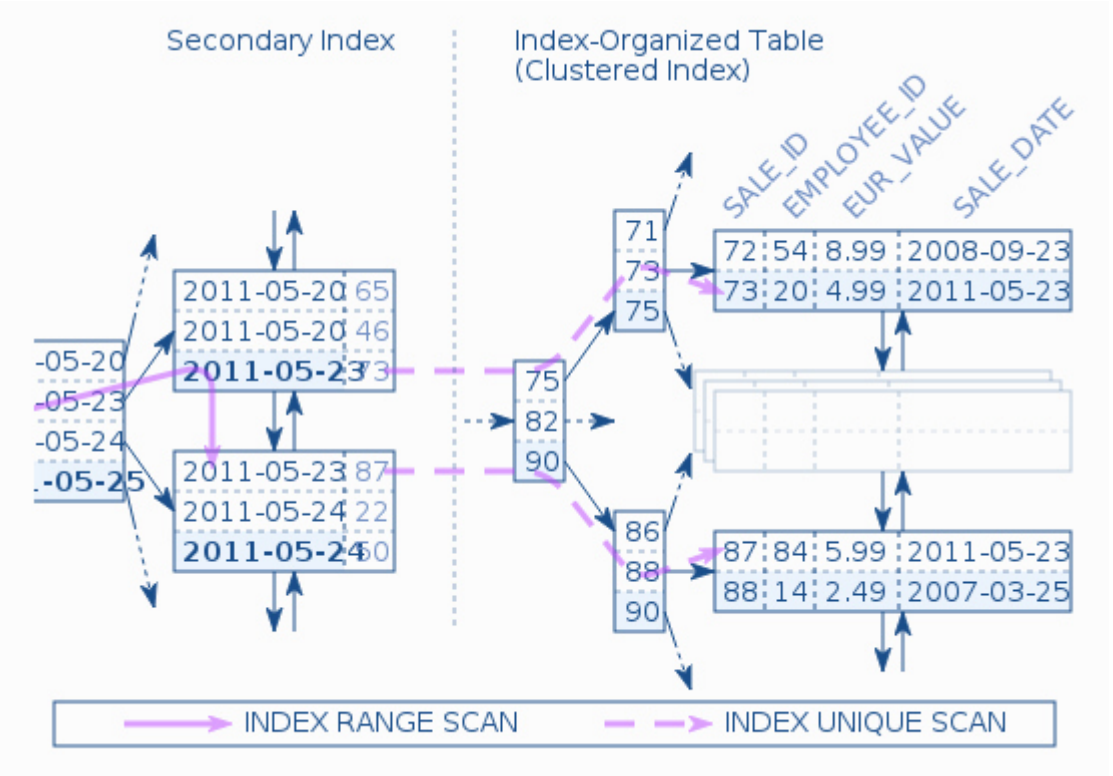 Secondary Index
Index-Organized Table
(Clustered Index)
SALE_ID
EMPLOYEE_ID
EUR_VALUE
SALE_DATE
-05-20
-05-23
-05-24
-05-25
2011-05-20 65
2011-05-20 46
2011-05-23 73
2011-05-23 87
2011-05-24 22
2011-05-24
75
82
90
71
73
75
86
88
90
72 54 8.99 2008-09-23
73 20 4.99 2011-05-23
87 84 5.99 2011-05-23
88 14 2.49 2007-03-25
INDEX RANGE SCAN
INDEX UNIQUE SCAN